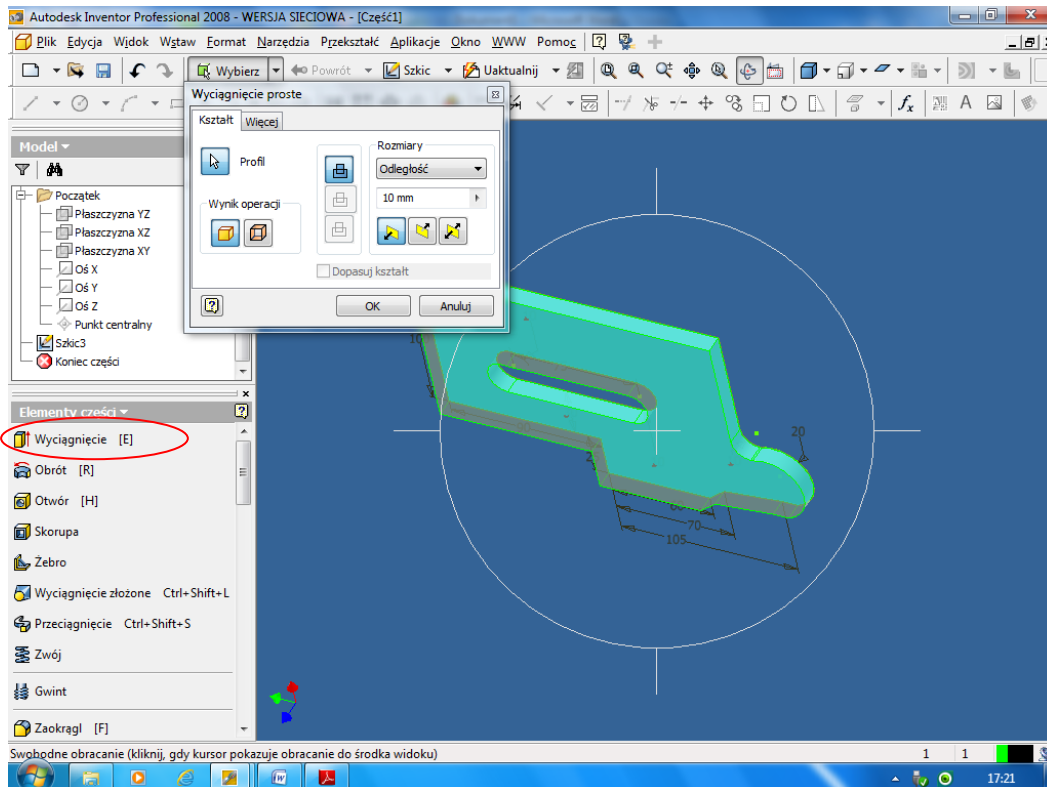 Autodesk Inventor Professional 2008 - WERSJA SIECIOWA - [Część1]
Plik Edycja Widok Wstaw Format Narzędzia Przekształć Aplikacje Okno WWW Pomoc
Wybierz Powrót Szkic Uaktualnij
Wyciągnięcie proste
Kształt Więcej
Profil
Wynik operacji
Rozmiary
Odległość
10 mm
Dopasuj kształt
OK Anuluj
Model
Początek
Płaszczyzna YZ
Płaszczyzna XZ
Płaszczyzna XY
Oś X
Oś Y
Oś Z
Punkt centralny
Szkic3
Koniec części
Elementy części
Wyciągnięcie [E]
Obrót [R]
Otwór [H]
Skorupa
Żebro
Wyciągnięcie złożone Ctrl+Shift+L
Przeciągnięcie Ctrl+Shift+S
Zwój
Gwint
Zaokrągl [F]
20
70
105
Swobodne obracanie (kliknij, gdy kursor pokazuje obracanie do środka widoku)
1 1
17:21